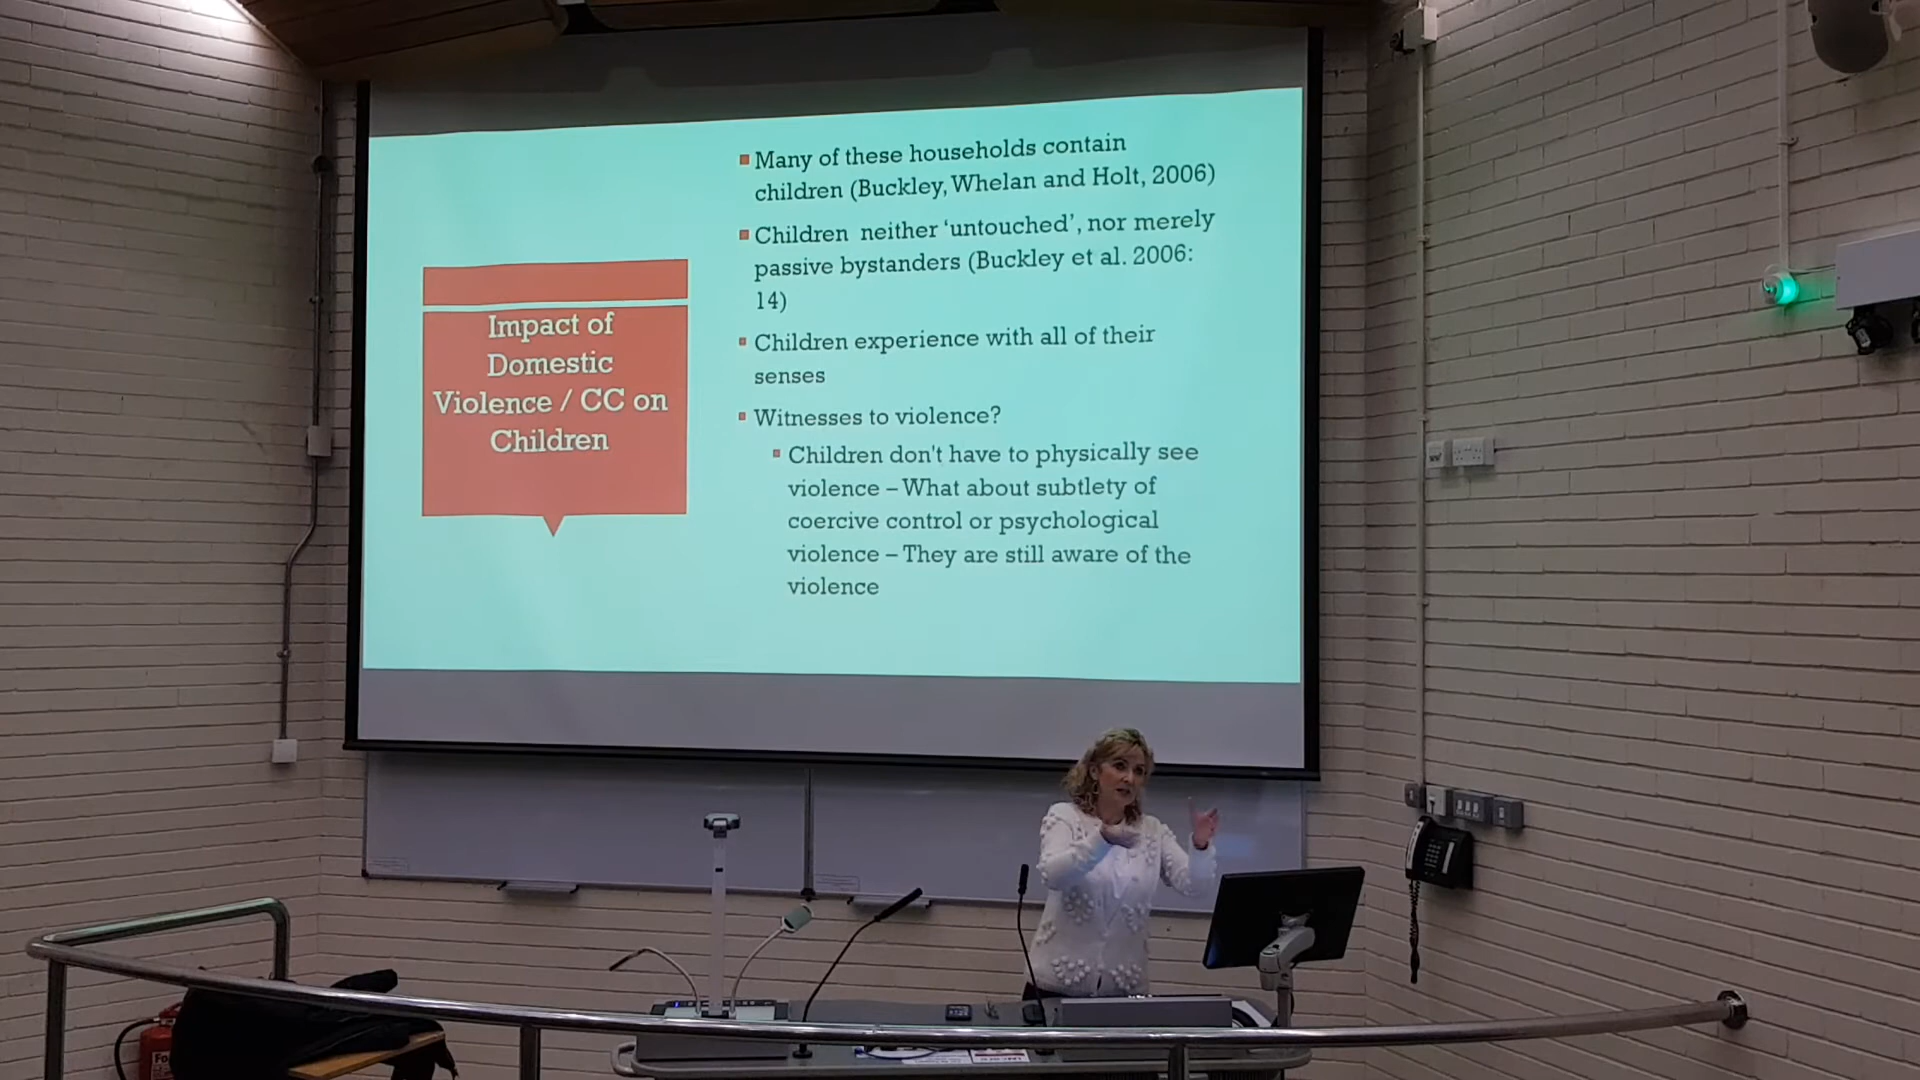 Impact of
Domestic
Violence / CC on
Children
Many of these households contain
children (Buckley, Whelan and Holt, 2006)
Children neither ‘untouched’, nor merely
passive bystanders (Buckley et al. 2006:
14)
Children experience with all of their
senses
Witnesses to violence?
Children don't have to physically see
violence – What about subtlety of
coercive control or psychological
violence – They are still aware of the
violence